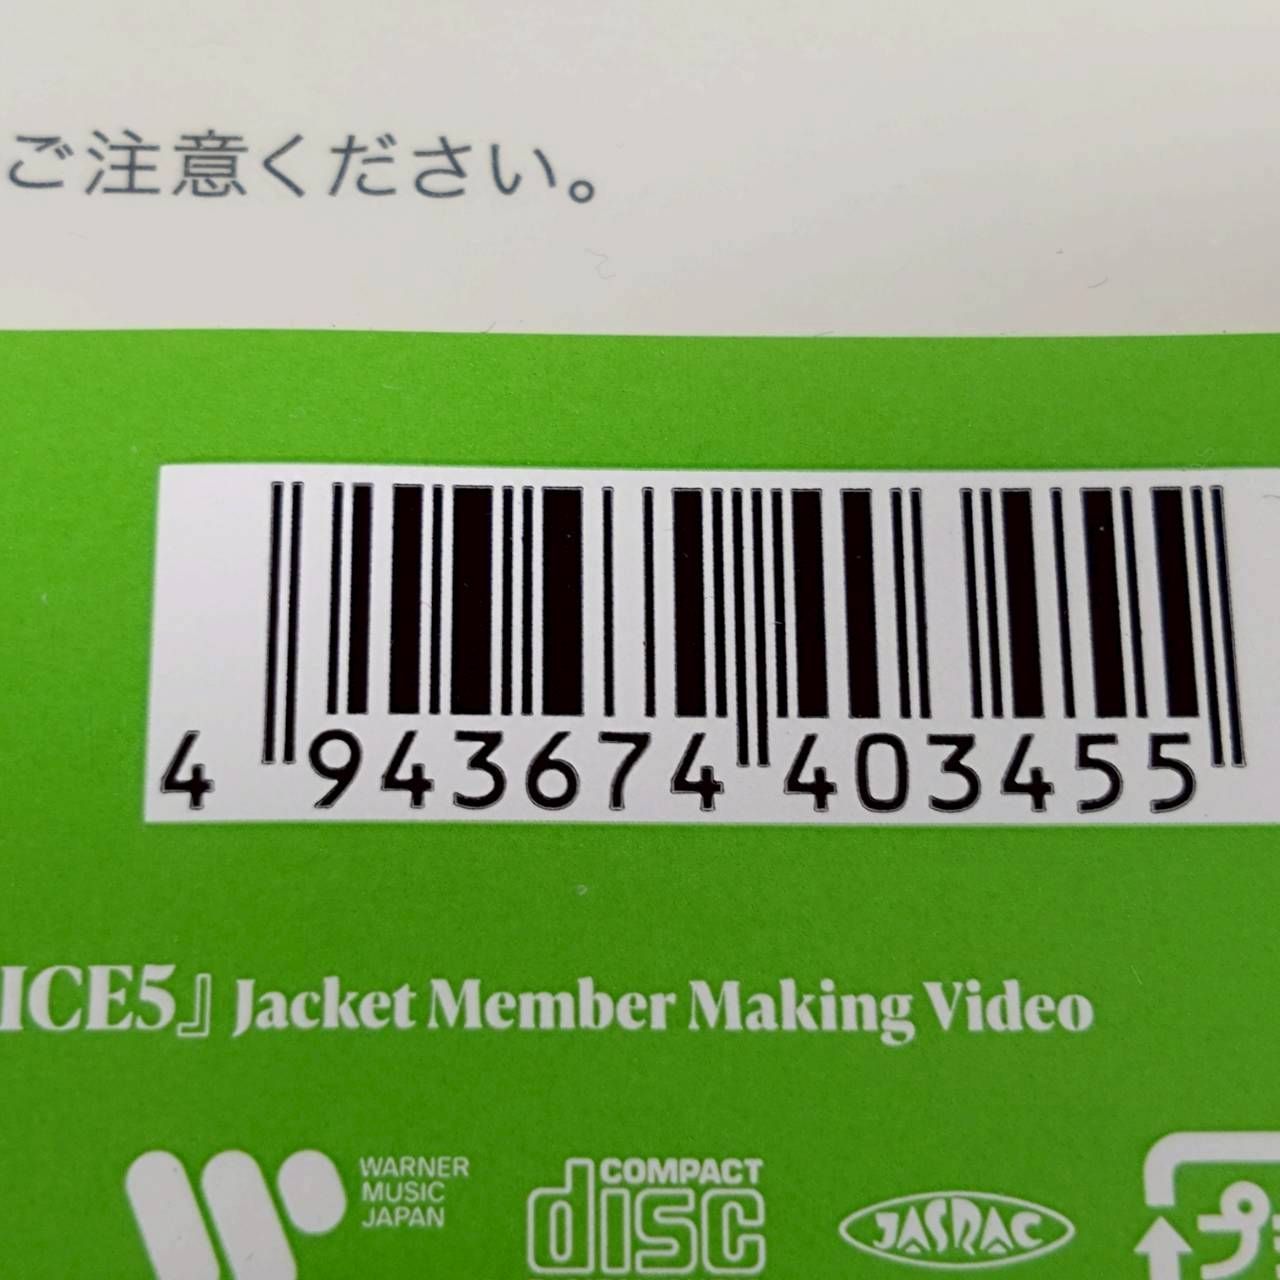 ご注意ください。
4 943674 403455
ICE5』 Jacket Member Making Video
WARNER
MUSIC
JAPAN
COMPACT
disc
JASRAC
プ